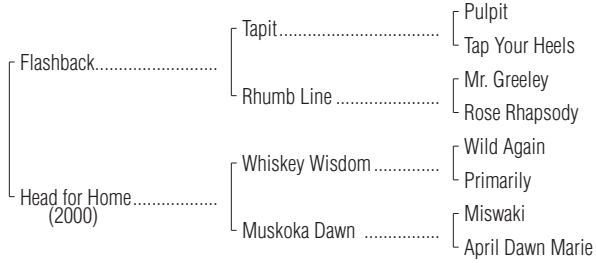 Pulpit
Tapit
Tap Your Heels
Flashback
Mr. Greeley
Rhumb Line
Rose Rhapsody
Wild Again
Whiskey Wisdom
Primarily
Head for Home
(2000)
Miswaki
Muskoka Dawn
April Dawn Marie